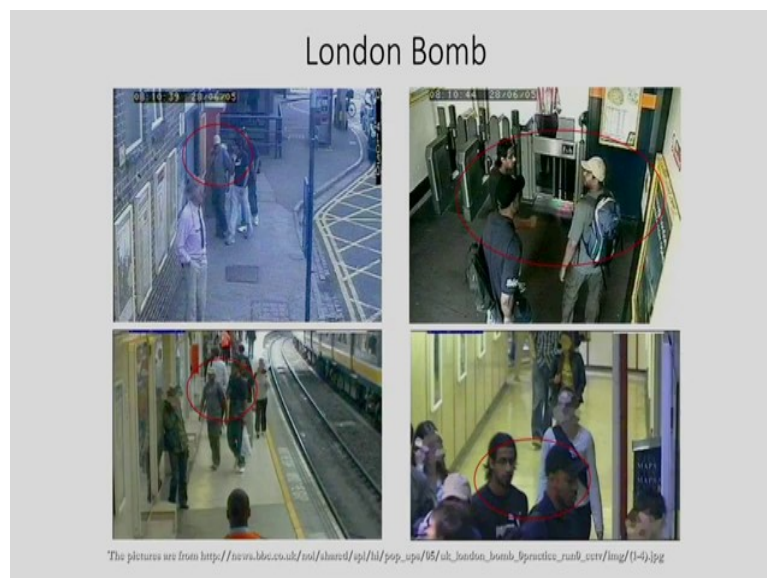 London Bomb
08:10:39 28/06/05
08:10:44 28/06/05
MAPS
The pictures are from http://news.bbc.co.uk/nol/shared/spl/hi/pop_ups/05/uk_london_bomb_0practice_run0_cctv/img/(1-4).jpg